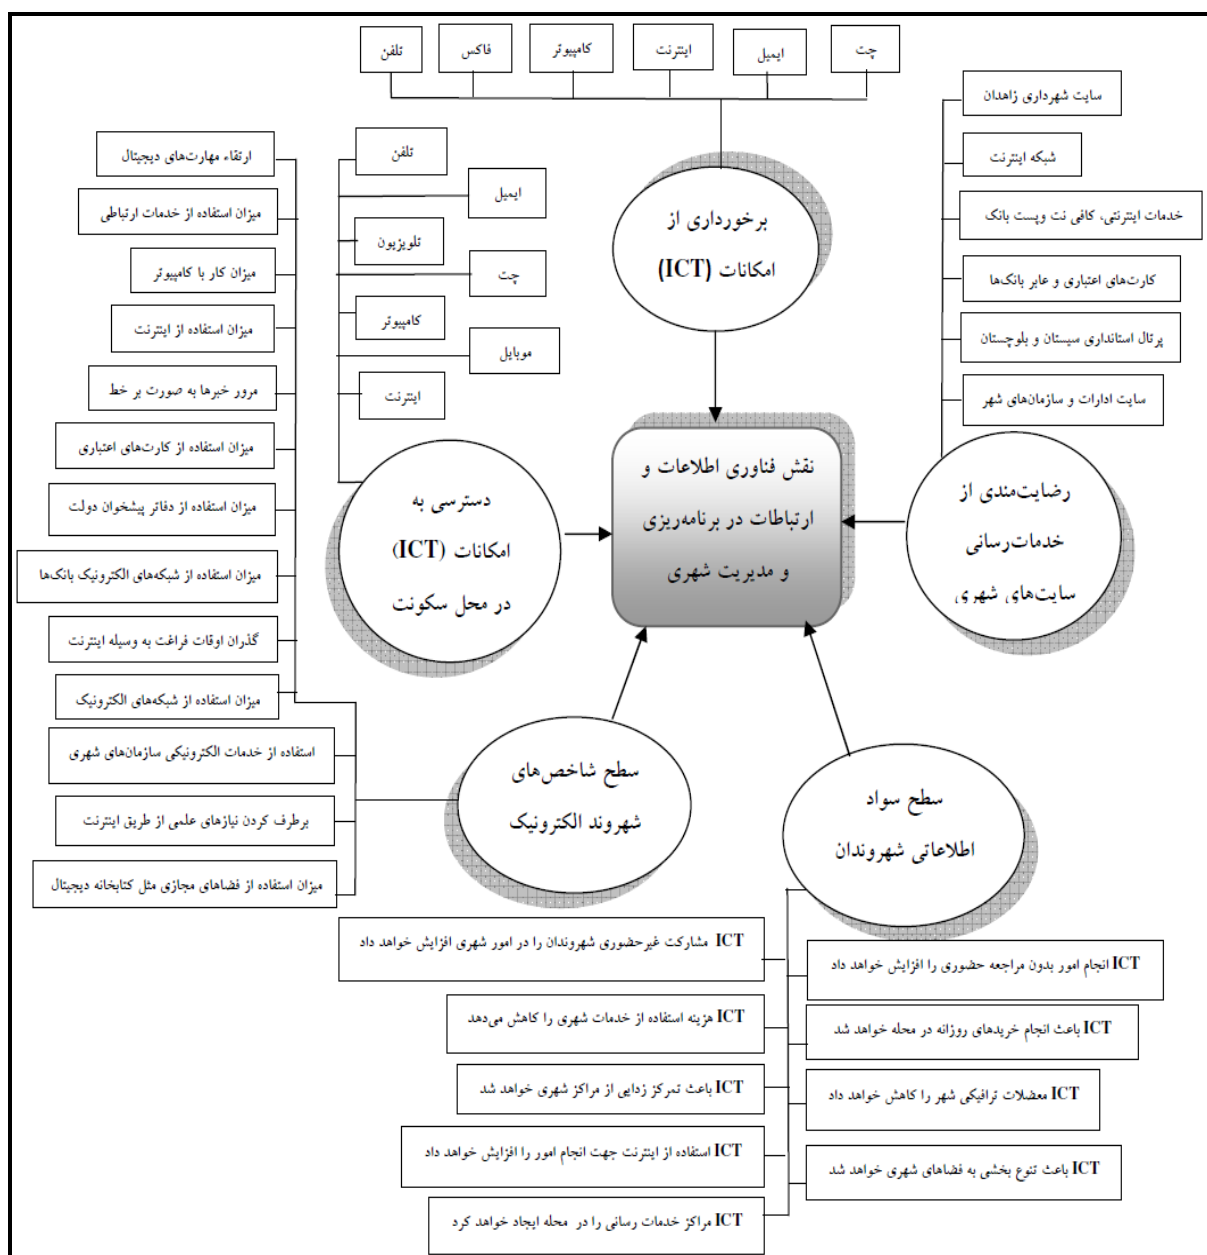 چت
ایمیل
اینترنت
کامپیوتر
فاکس
تلفن
برخورداری از
امکانات (ICT)
سایت شهرداری زاهدان
شبکه اینترنت
خدمات اینترنتی، کافی نت وپست بانک
کارت‌های اعتباری و عابر بانک‌ها
پرتال استانداری سیستان و بلوچستان
سایت ادارات و سازمان‌های شهر
رضایت‌مندی از
خدمات‌رسانی
سایت‌های شهری
نقش فناوری اطلاعات و
ارتباطات در برنامه‌ریزی
و مدیریت شهری
تلفن
ایمیل
تلویزیون
چت
کامپیوتر
موبایل
اینترنت
دسترسی به
امکانات (ICT)
در محل سکونت
ارتقاء مهارت‌های دیجیتال
میزان استفاده از خدمات ارتباطی
میزان کار با کامپیوتر
میزان استفاده از اینترنت
مرور خبرها به صورت بر خط
میزان استفاده از کارت‌های اعتباری
میزان استفاده از دفاتر پیشخوان دولت
میزان استفاده از شبکه‌های الکترونیک بانک‌ها
گذران اوقات فراغت به وسیله اینترنت
میزان استفاده از شبکه‌های الکترونیک
استفاده از خدمات الکترونیکی سازمان‌های شهری
برطرف کردن نیازهای علمی از طریق اینترنت
میزان استفاده از فضاهای مجازی مثل کتابخانه دیجیتال
سطح شاخص‌های
شهروند الکترونیک
سطح سواد
اطلاعاتی شهروندان
ICT انجام امور بدون مراجعه حضوری را افزایش خواهد داد
ICT باعث انجام خریدهای روزانه در محله خواهد شد
ICT معضلات ترافیکی شهر را کاهش خواهد داد
ICT باعث تنوع بخشی به فضاهای شهری خواهد شد
ICT مشارکت غیرحضوری شهروندان را در امور شهری افزایش خواهد داد
ICT هزینه استفاده از خدمات شهری را کاهش می‌دهد
ICT باعث تمرکز زدایی از مراکز شهری خواهد شد
ICT استفاده از اینترنت جهت انجام امور را افزایش خواهد داد
ICT مراکز خدمات رسانی را در محله ایجاد خواهد کرد